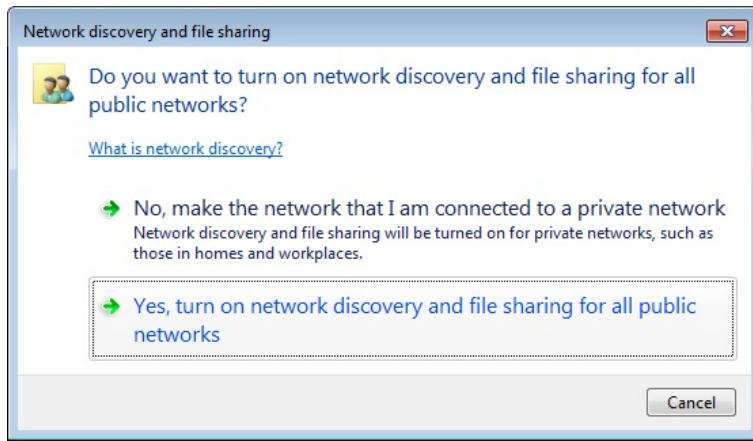 Network discovery and file sharing
Do you want to turn on network discovery and file sharing for all
public networks?
What is network discovery?
No, make the network that I am connected to a private network
Network discovery and file sharing will be turned on for private networks, such as
those in homes and workplaces.
Yes, turn on network discovery and file sharing for all public
networks
Cancel